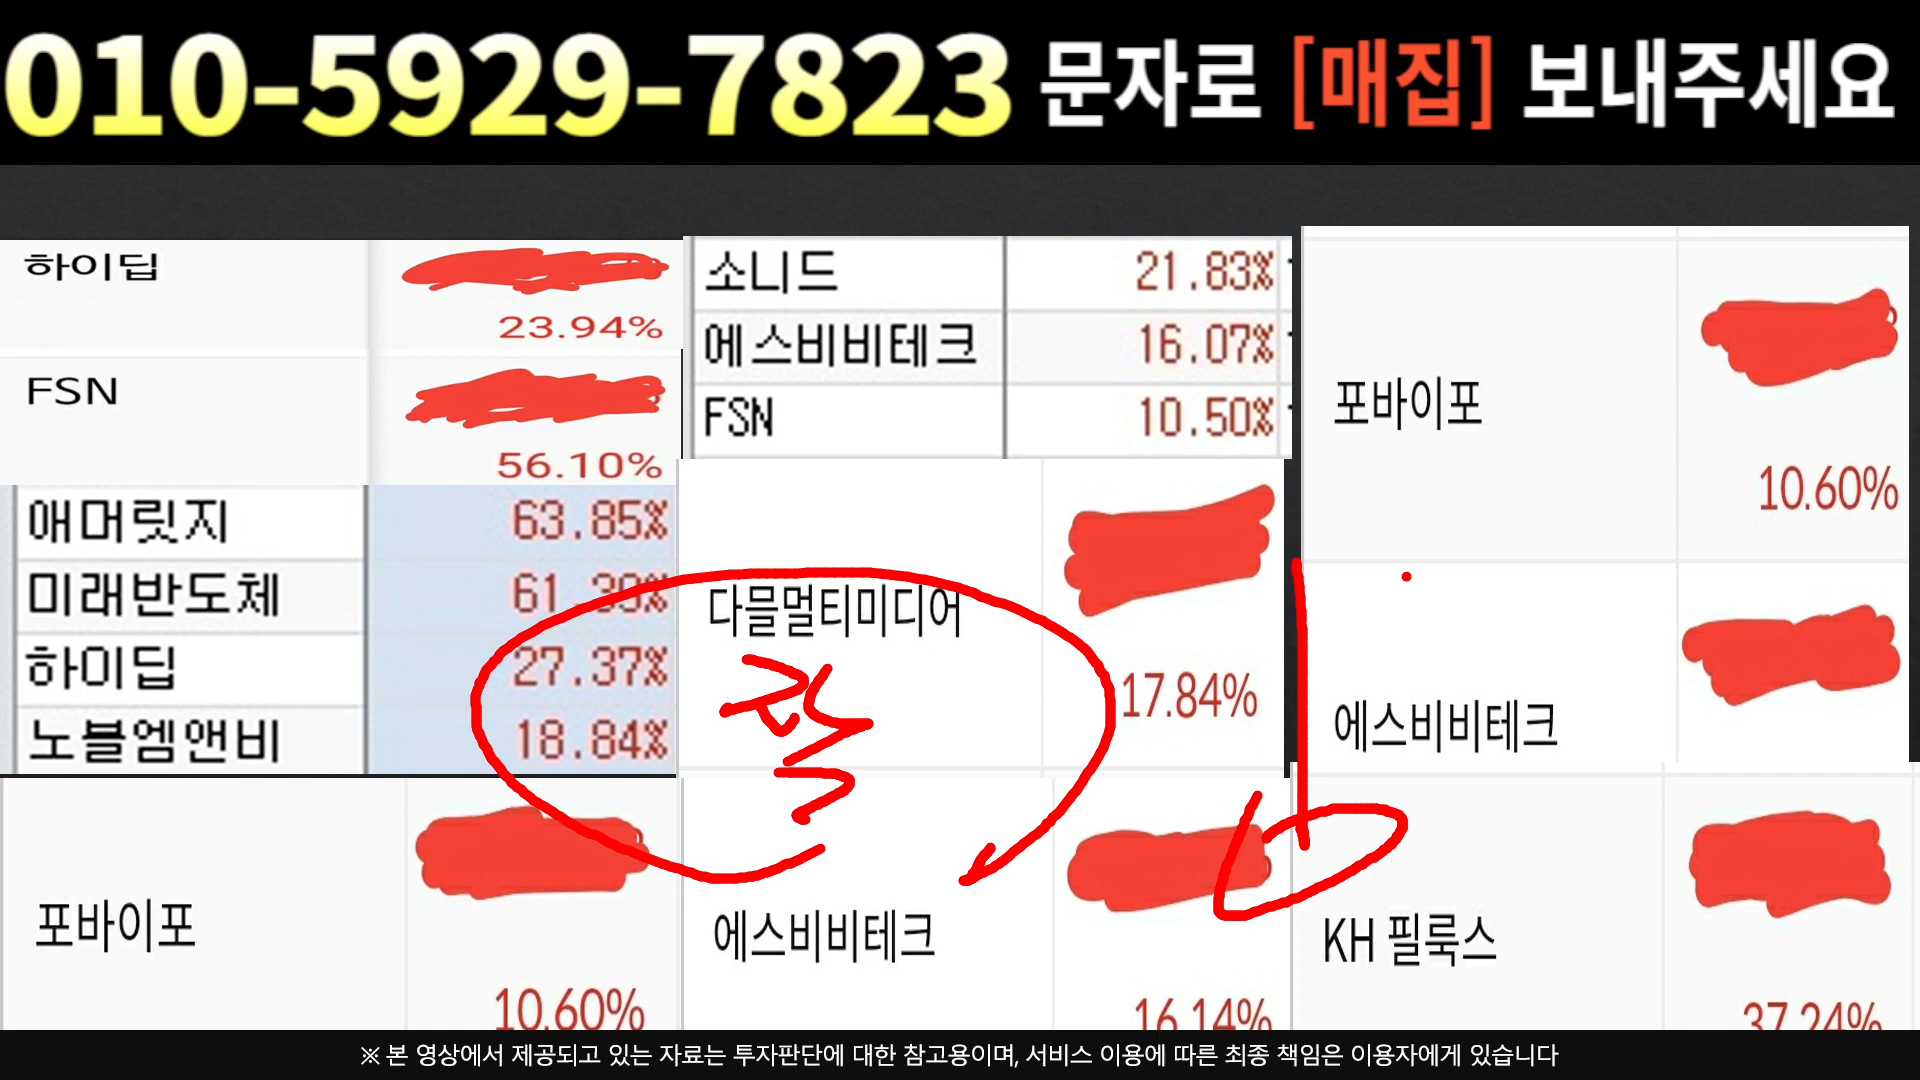 010-5929-7823 문자로 [매집] 보내주세요
하이딥
23.94%
FSN
56.10%
애머릿지 63.85%
미래반도체 61.39%
하이딥 27.37%
노블엠앤비 18.84%
소니드 21.83%
에스비비테크 16.07%
FSN 10.50%
다믈멀티미디어
17.84%
포바이포
10.60%
에스비비테크
포바이포
10.60%
에스비비테크
16.14%
KH 필룩스
37.24%
※ 본 영상에서 제공되고 있는 자료는 투자판단에 대한 참고용이며, 서비스 이용에 따른 최종 책임은 이용자에게 있습니다